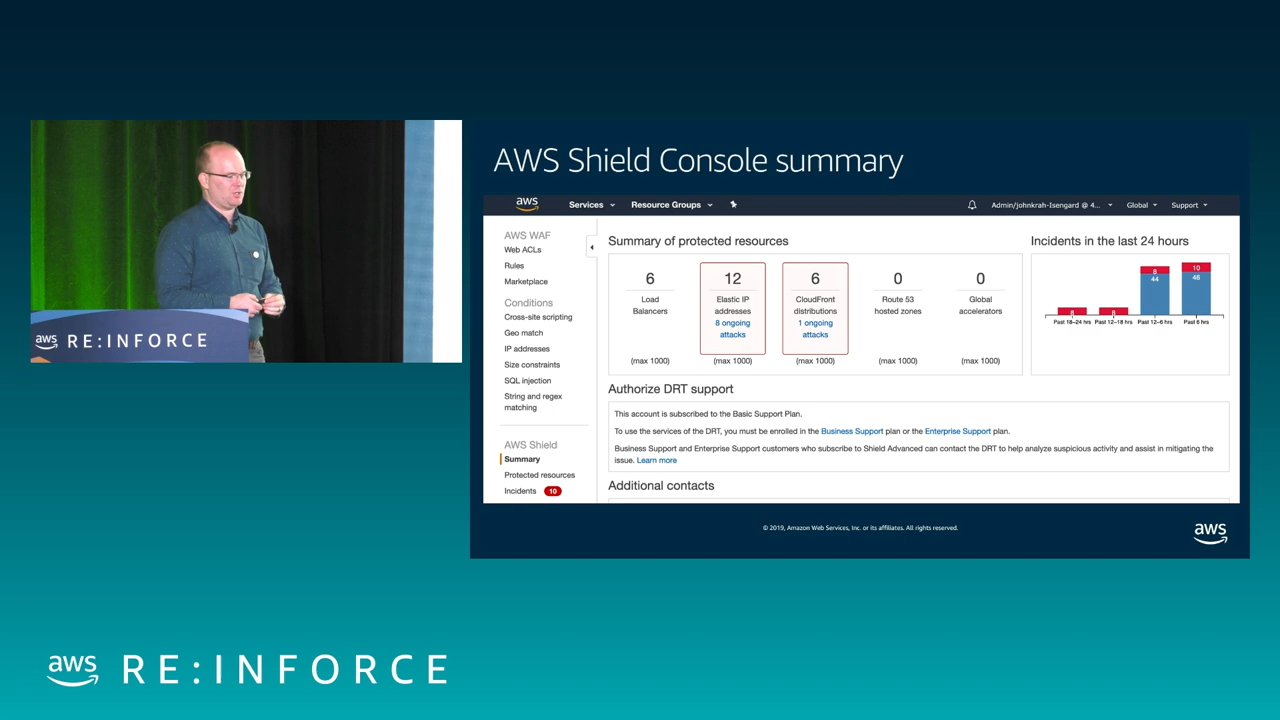 aws RE:INFORCE
AWS Shield Console summary
aws Services Resource Groups Admin/johnkrah-Isengard @ 4... Global Support
AWS WAF
Web ACLs
Rules
Marketplace
Conditions
Cross-site scripting
Geo match
IP addresses
Size constraints
SQL injection
String and regex
matching
AWS Shield
Summary
Protected resources
Incidents 10
Summary of protected resources
6
Load
Balancers
(max 1000)
12
Elastic IP
addresses
8 ongoing
attacks
(max 1000)
6
CloudFront
distributions
1 ongoing
attacks
(max 1000)
0
Route 53
hosted zones
(max 1000)
0
Global
accelerators
(max 1000)
Incidents in the last 24 hours
8 8 8 44 10 46
Past 18–24 hrs Past 12–18 hrs Past 12–6 hrs Past 6 hrs
Authorize DRT support
This account is subscribed to the Basic Support Plan.
To use the services of the DRT, you must be enrolled in the Business Support plan or the Enterprise Support plan.
Business Support and Enterprise Support customers who subscribe to Shield Advanced can contact the DRT to help analyze suspicious activity and assist in mitigating the
issue. Learn more
Additional contacts
© 2019, Amazon Web Services, Inc. or its affiliates. All rights reserved.
aws
aws RE:INFORCE